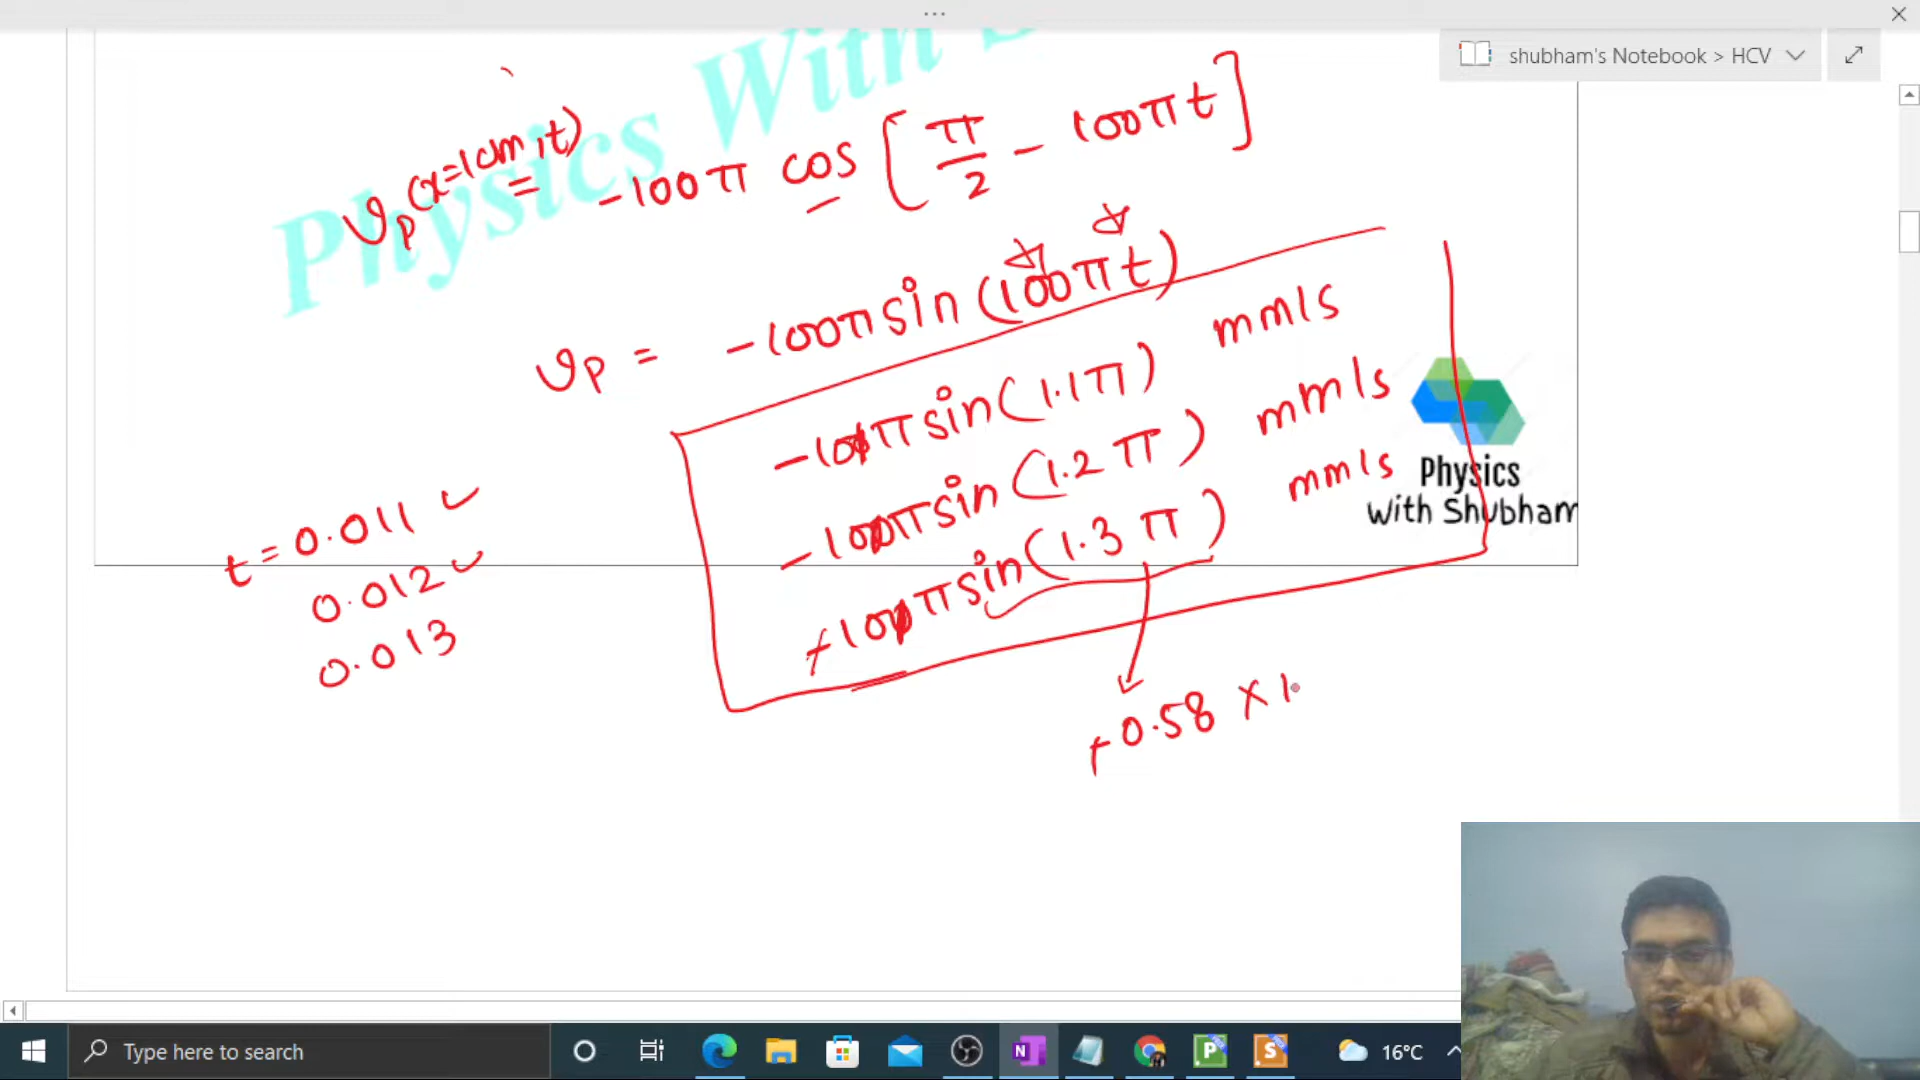 shubham's Notebook > HCV
Physics With S
vp(x=1cm,t) = -100π cos [π/2 - 100πt]
vp = -100π sin(100πt)
-10π sin(1.1π) mm/s
-100π sin(1.2π) mm/s
+10π sin(1.3π) mm/s
t = 0.011 ✓
0.012 ✓
0.013
+0.58 × 1
Physics
with Shubham
Type here to search
16°C